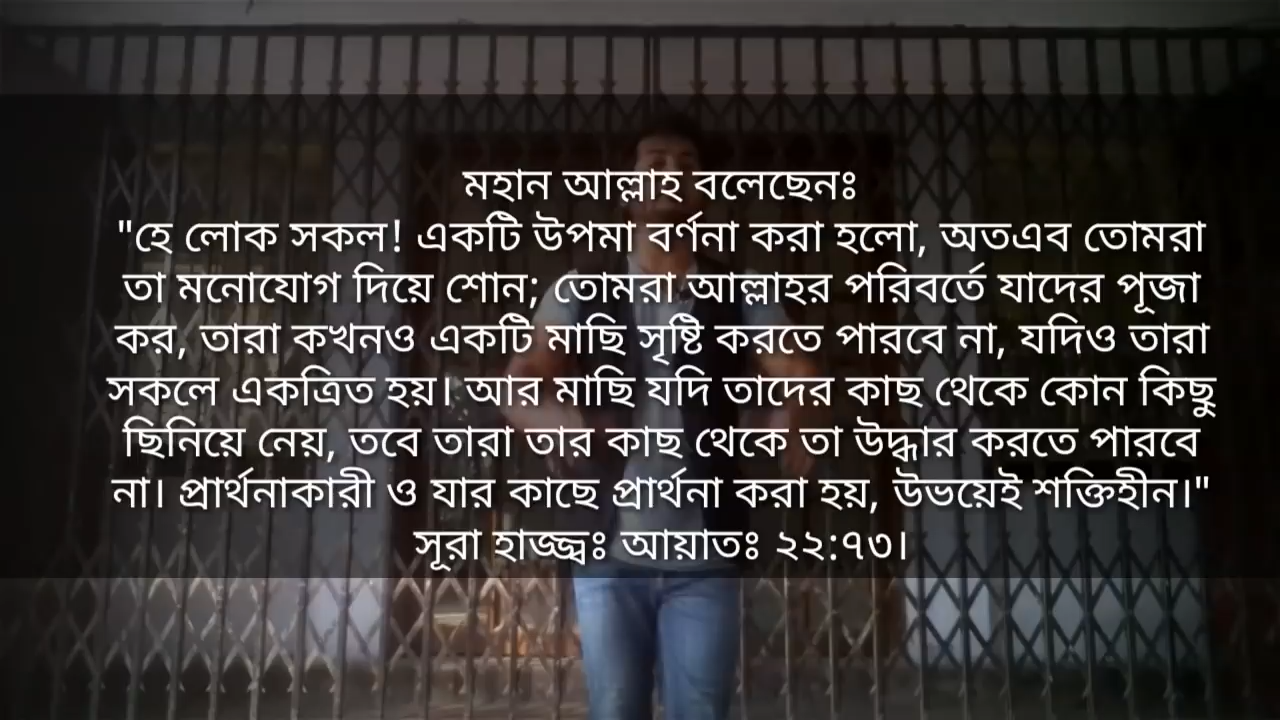 মহান আল্লাহ বলেছেনঃ
"হে লোক সকল! একটি উপমা বর্ণনা করা হলো, অতএব তোমরা
তা মনোযোগ দিয়ে শোন; তোমরা আল্লাহর পরিবর্তে যাদের পূজা
কর, তারা কখনও একটি মাছি সৃষ্টি করতে পারবে না, যদিও তারা
সকলে একত্রিত হয়। আর মাছি যদি তাদের কাছ থেকে কোন কিছু
ছিনিয়ে নেয়, তবে তারা তার কাছ থেকে তা উদ্ধার করতে পারবে
না। প্রার্থনাকারী ও যার কাছে প্রার্থনা করা হয়, উভয়েই শক্তিহীন।"
সূরা হাজ্জ্বঃ আয়াতঃ ২২:৭৩।